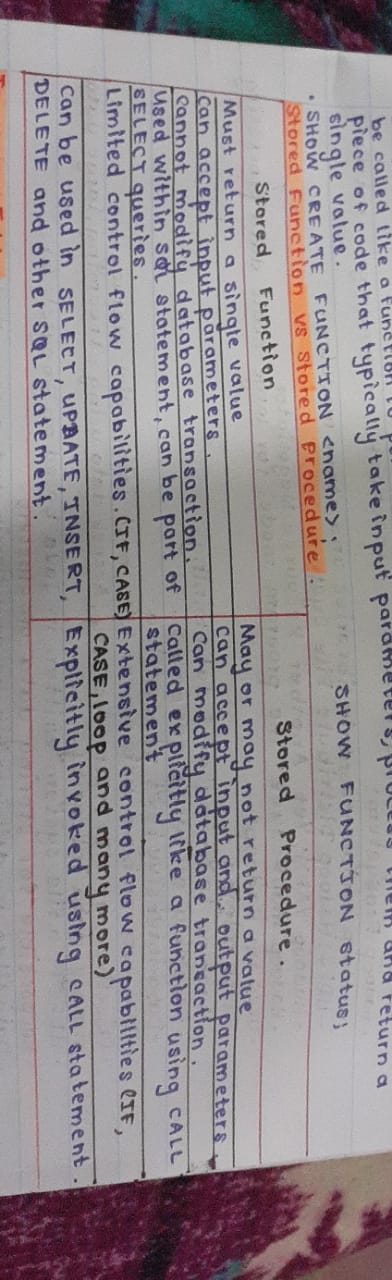 be called like a function
piece of code that typically take input parameters, process them and return a
single value.
• SHOW CREATE FUNCTION <name>; SHOW FUNCTION status;
Stored Function vs Stored Procedure:
Stored Function
Stored Procedure.
Must return a single value
May or may not return a value
can accept input parameters.
can accept input and output parameters.
cannot modify database transaction.
Can modify database transaction.
used within SQL statement, can be part of
SELECT queries.
called explicitly like a function using CALL
statement
Limited control flow capabilities. (IF, CASE)
Extensive control flow capabilities (IF,
CASE, loop and many more)
can be used in SELECT, UPDATE, INSERT,
DELETE and other SQL statement.
Explicitly invoked using CALL statement.